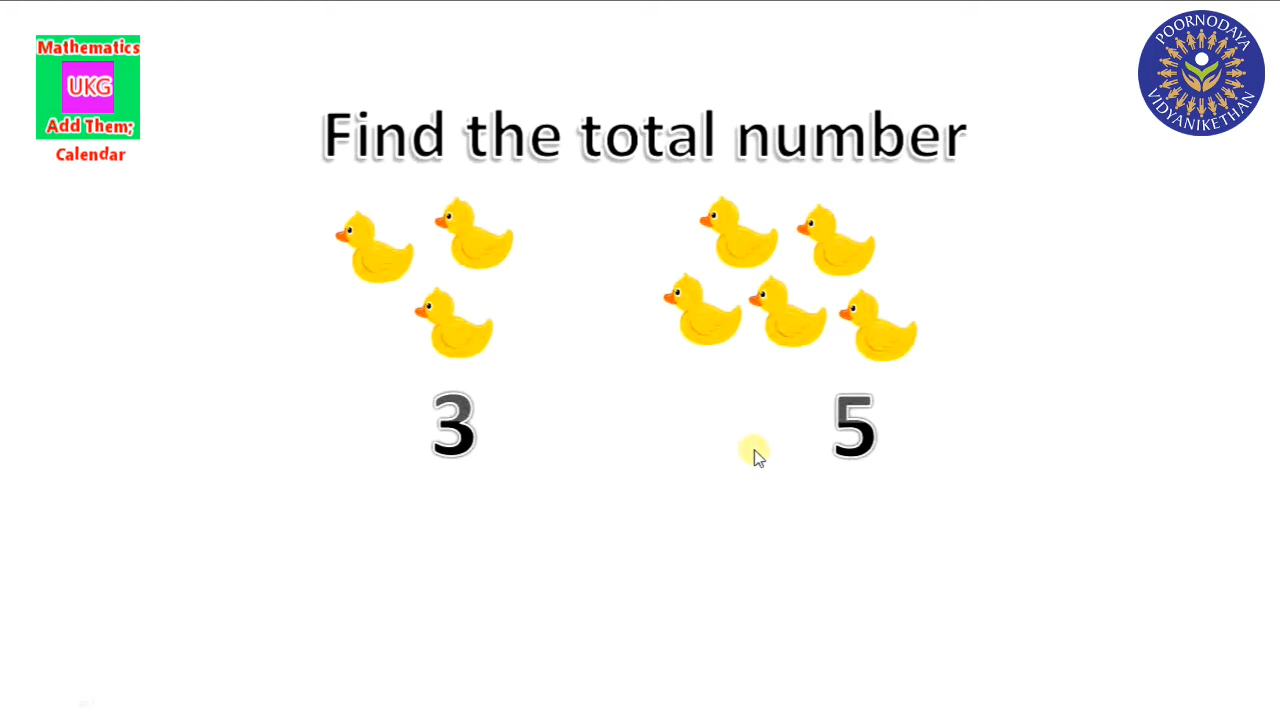 Mathematics
UKG
Add Them;
Calendar
POORNODAYA
VIDYANIKETHAN
Find the total number
3 5